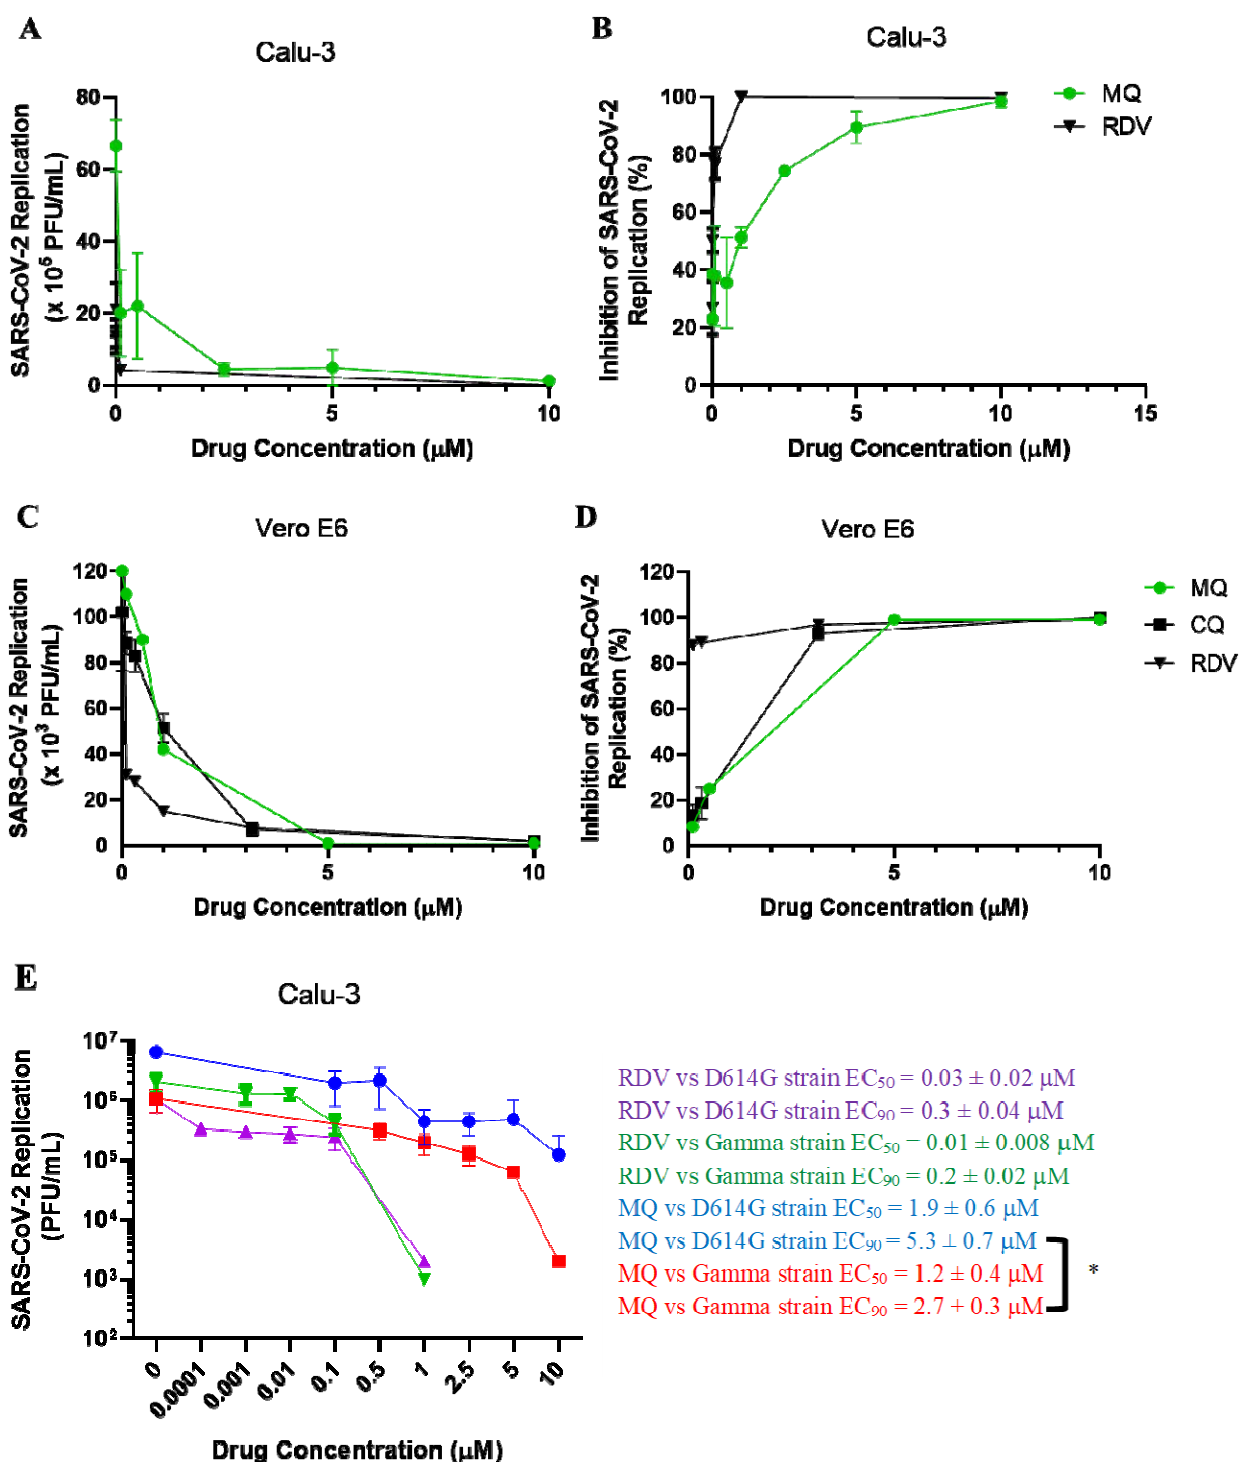 A
Calu-3
SARS-CoV-2 Replication
(x 10⁵ PFU/mL)
80
60
40
20
0
0
5
10
Drug Concentration (μM)
B
Calu-3
Inhibition of SARS-CoV-2
Replication (%)
100
80
60
40
20
0
0
5
10
15
Drug Concentration (μM)
MQ
RDV
C
Vero E6
SARS-CoV-2 Replication
(x 10³ PFU/mL)
120
100
80
60
40
20
0
0
5
10
Drug Concentration (μM)
D
Vero E6
Inhibition of SARS-CoV-2
Replication (%)
120
100
80
60
40
20
0
0
5
10
Drug Concentration (μM)
MQ
CQ
RDV
E
Calu-3
SARS-CoV-2 Replication
(PFU/mL)
10⁷
10⁶
10⁵
10⁴
10³
10²
0
0.0001
0.001
0.01
0.1
0.5
1
2.5
5
10
Drug Concentration (μM)
RDV vs D614G strain EC₅₀ = 0.03 ± 0.02 μM
RDV vs D614G strain EC₉₀ = 0.3 ± 0.04 μM
RDV vs Gamma strain EC₅₀ = 0.01 ± 0.008 μM
RDV vs Gamma strain EC₉₀ = 0.2 ± 0.02 μM
MQ vs D614G strain EC₅₀ = 1.9 ± 0.6 μM
MQ vs D614G strain EC₉₀ = 5.3 ± 0.7 μM
MQ vs Gamma strain EC₅₀ = 1.2 ± 0.4 μM
MQ vs Gamma strain EC₉₀ = 2.7 ± 0.3 μM
*